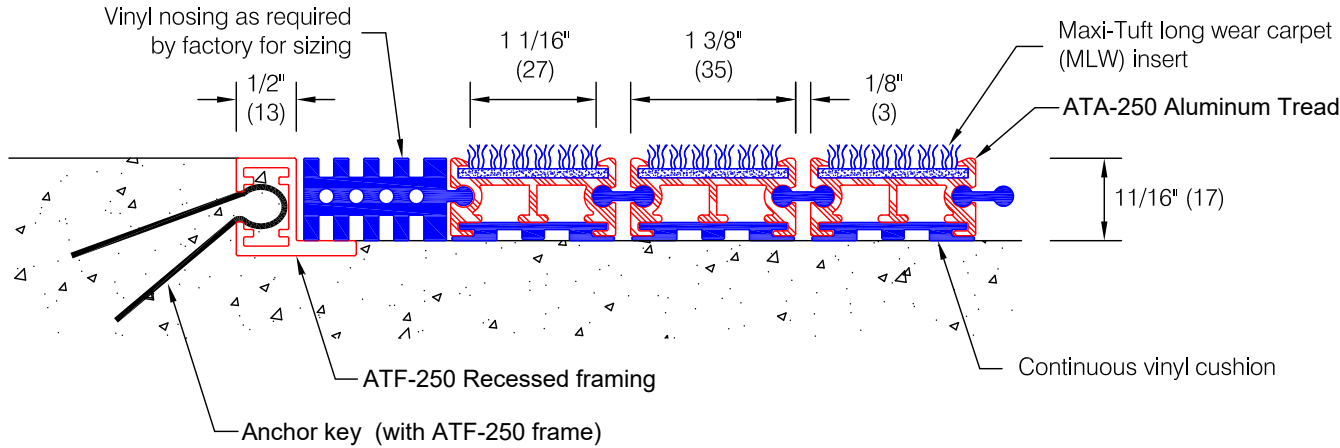 Vinyl nosing as required
by factory for sizing
1/2"
(13)
1 1/16"
(27)
1 3/8"
(35)
1/8"
(3)
Maxi-Tuft long wear carpet
(MLW) insert
ATA-250 Aluminum Tread
11/16" (17)
Continuous vinyl cushion
ATF-250 Recessed framing
Anchor key (with ATF-250 frame)